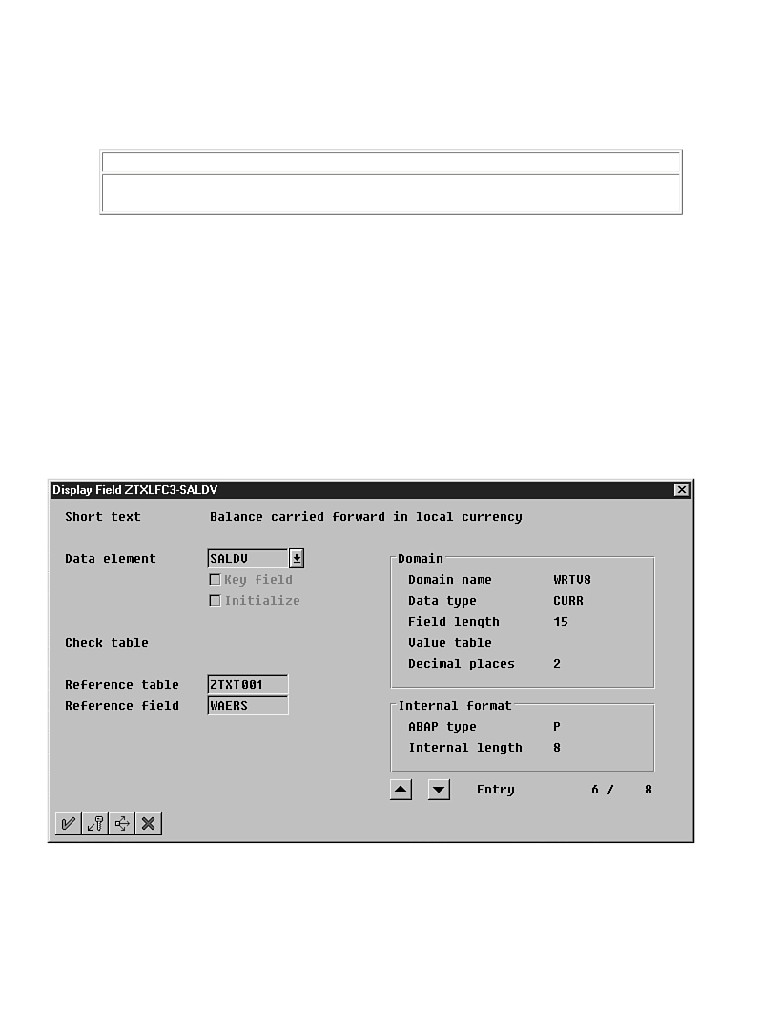 Display Field ZTXLFC3-SALDV
Short text Balance carried forward in local currency
Data element SALDV
Key field
Initialize
Check table
Reference table ZTXT001
Reference field WAERS
Domain
Domain name WRTV8
Data type CURR
Field length 15
Value table
Decimal places 2
Internal format
ABAP type P
Internal length 8
Entry 6 / 8